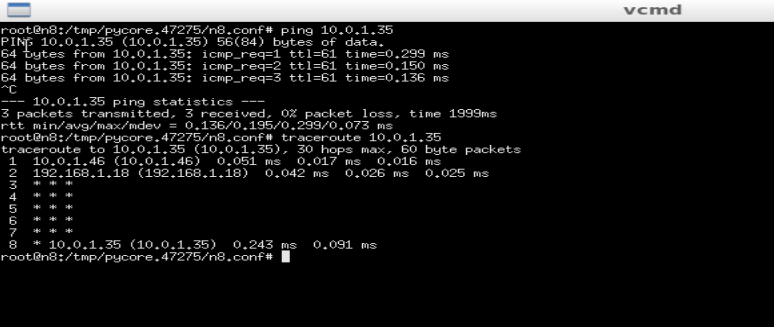 vcmd
root@n8:/tmp/pycore.47275/n8.conf# ping 10.0.1.35
PING 10.0.1.35 (10.0.1.35) 56(84) bytes of data.
64 bytes from 10.0.1.35: icmp_req=1 ttl=61 time=0.299 ms
64 bytes from 10.0.1.35: icmp_req=2 ttl=61 time=0.150 ms
64 bytes from 10.0.1.35: icmp_req=3 ttl=61 time=0.136 ms
^C
--- 10.0.1.35 ping statistics ---
3 packets transmitted, 3 received, 0% packet loss, time 1999ms
rtt min/avg/max/mdev = 0.136/0.195/0.299/0.073 ms
root@n8:/tmp/pycore.47275/n8.conf# traceroute 10.0.1.35
traceroute to 10.0.1.35 (10.0.1.35), 30 hops max, 60 byte packets
1 10.0.1.46 (10.0.1.46) 0.051 ms 0.017 ms 0.016 ms
2 192.168.1.18 (192.168.1.18) 0.042 ms 0.026 ms 0.025 ms
3 * * *
4 * * *
5 * * *
6 * * *
7 * * *
8 * 10.0.1.35 (10.0.1.35) 0.243 ms 0.091 ms
root@n8:/tmp/pycore.47275/n8.conf#